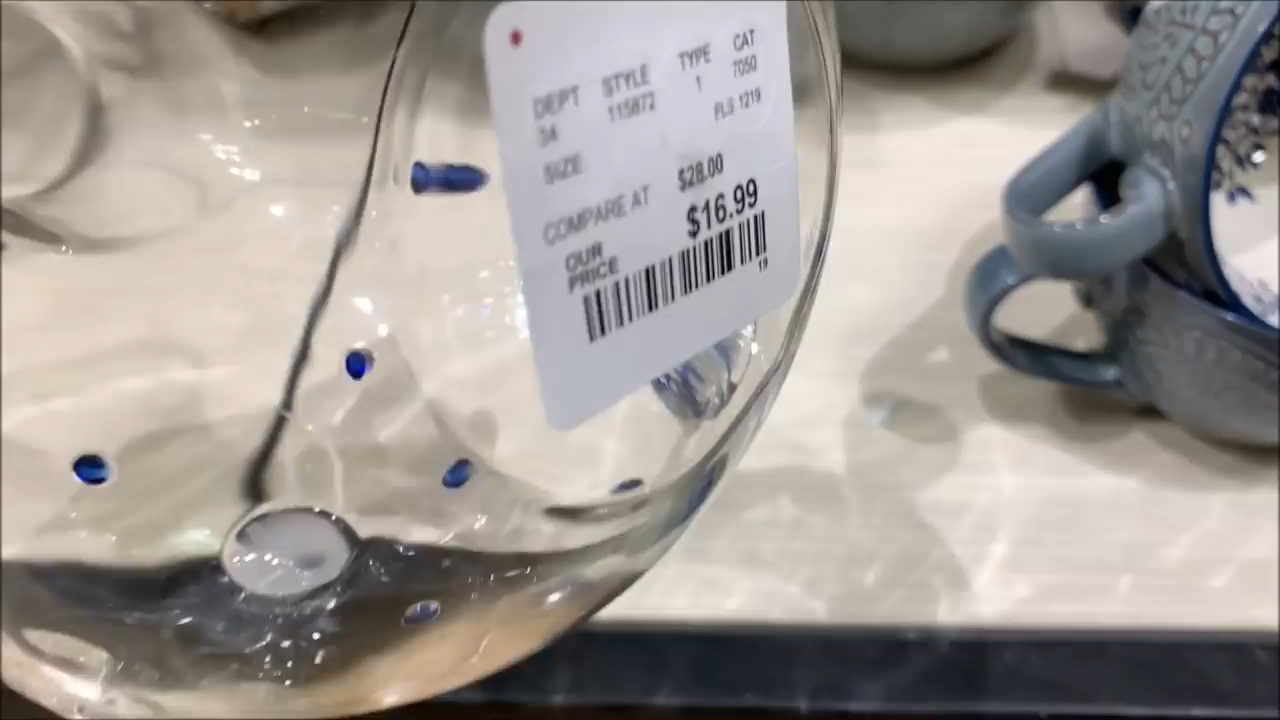 DEPT STYLE TYPE CAT
34 115872 1 7050
FLS 1219
SIZE
COMPARE AT $28.00
OUR PRICE $16.99
19